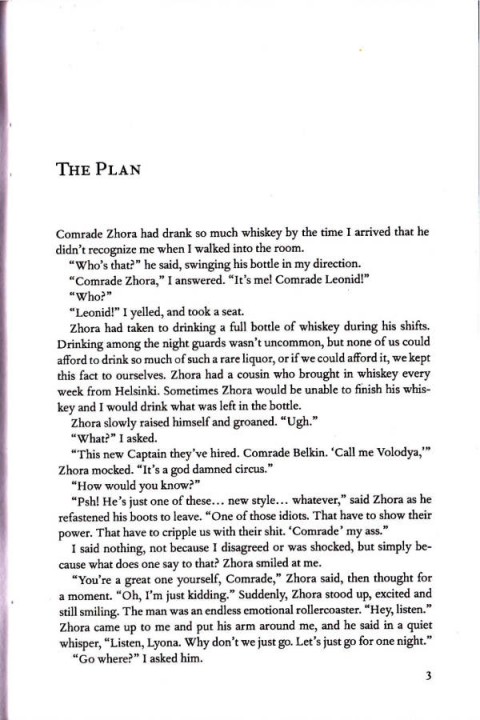 THE PLAN
Comrade Zhora had drank so much whiskey by the time I arrived that he
didn't recognize me when I walked into the room.
"Who's that?" he said, swinging his bottle in my direction.
"Comrade Zhora," I answered. "It's me! Comrade Leonid!"
"Who?"
"Leonid!" I yelled, and took a seat.
Zhora had taken to drinking a full bottle of whiskey during his shifts.
Drinking among the night guards wasn't uncommon, but none of us could
afford to drink so much of such a rare liquor, or if we could afford it, we kept
this fact to ourselves. Zhora had a cousin who brought in whiskey every
week from Helsinki. Sometimes Zhora would be unable to finish his whis-
key and I would drink what was left in the bottle.
Zhora slowly raised himself and groaned. "Ugh."
"What?" I asked.
"This new Captain they've hired. Comrade Belkin. 'Call me Volodya,'"
Zhora mocked. "It's a god damned circus."
"How would you know?"
"Psh! He's just one of these... new style... whatever," said Zhora as he
refastened his boots to leave. "One of those idiots. That have to show their
power. That have to cripple us with their shit. 'Comrade' my ass."
I said nothing, not because I disagreed or was shocked, but simply be-
cause what does one say to that? Zhora smiled at me.
"You're a great one yourself, Comrade," Zhora said, then thought for
a moment. "Oh, I'm just kidding." Suddenly, Zhora stood up, excited and
still smiling. The man was an endless emotional rollercoaster. "Hey, listen."
Zhora came up to me and put his arm around me, and he said in a quiet
whisper, "Listen, Lyona. Why don't we just go. Let's just go for one night."
"Go where?" I asked him.
3